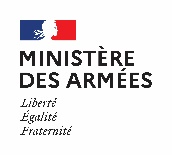 MINISTÈRE
DES ARMÉES
Liberté
Égalité
Fraternité